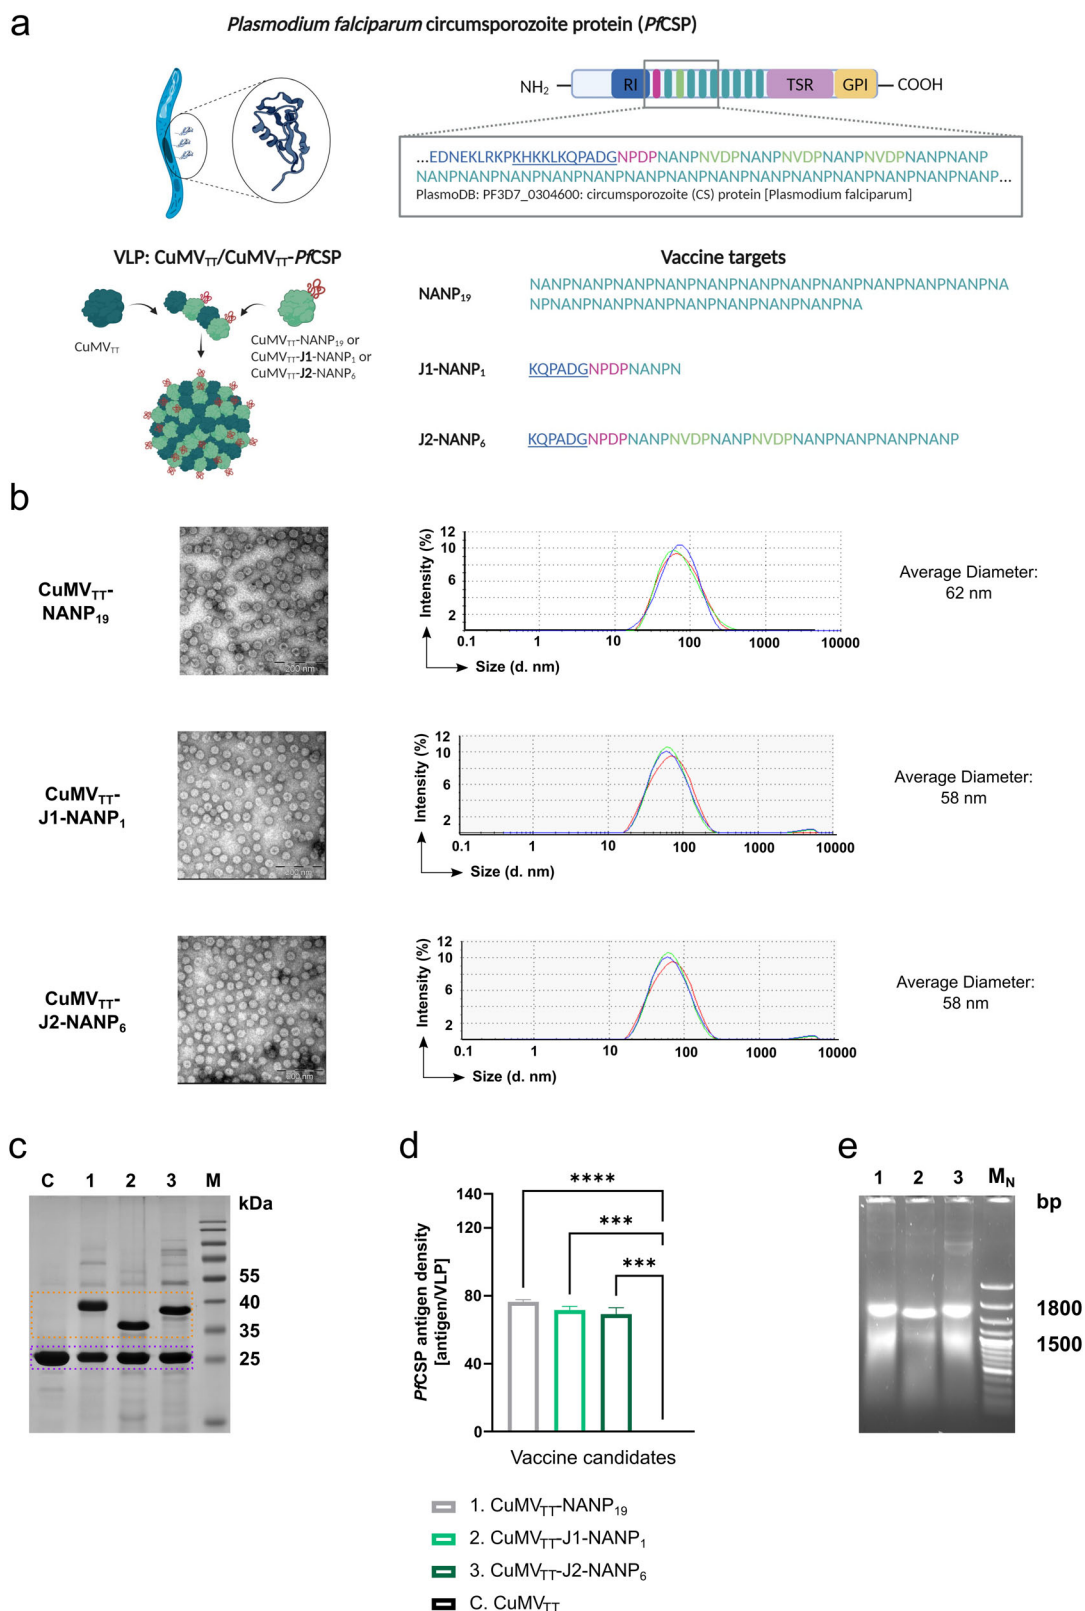 a
Plasmodium falciparum circumsporozoite protein (PfCSP)
NH2
RI
TSR
GPI
COOH
...EDNEKLRKPKHKKLKQPADGNPDPNANPNVDPNANPNVDPNANPNVDPNANPNANP
NANPNANPNANPNANPNANPNANPNANPNANPNANPNANPNANPNANPNANPNANP...
PlasmoDB: PF3D7_0304600: circumsporozoite (CS) protein [Plasmodium falciparum]
VLP: CuMVTT/CuMVTT-PfCSP
CuMVTT
CuMVTT-NANP19 or
CuMVTT-J1-NANP1 or
CuMVTT-J2-NANP6
Vaccine targets
NANP19
NANPNANPNANPNANPNANPNANPNANPNANPNANPNANPNANPNA
NPNANPNANPNANPNANPNANPNANPNANPNA
J1-NANP1
KQPADGNPDPNANPN
J2-NANP6
KQPADGNPDPNANPNVDPNANPNVDPNANPNANPNANPNANP
b
CuMVTT-
NANP19
200 nm
Intensity (%)
12
10
6
2
0.1
1
10
100
1000
10000
Size (d. nm)
Average Diameter:
62 nm
CuMVTT-
J1-NANP1
200 nm
Intensity (%)
12
10
6
2
0.1
1
10
100
1000
10000
Size (d. nm)
Average Diameter:
58 nm
CuMVTT-
J2-NANP6
200 nm
Intensity (%)
12
10
6
2
0.1
1
10
100
1000
10000
Size (d. nm)
Average Diameter:
58 nm
c
C 1 2 3 M
kDa
55
40
35
25
d
PfCSP antigen density
[antigen/VLP]
140
120
80
40
0
****
***
***
Vaccine candidates
1. CuMVTT-NANP19
2. CuMVTT-J1-NANP1
3. CuMVTT-J2-NANP6
C. CuMVTT
e
1 2 3 MN
bp
1800
1500